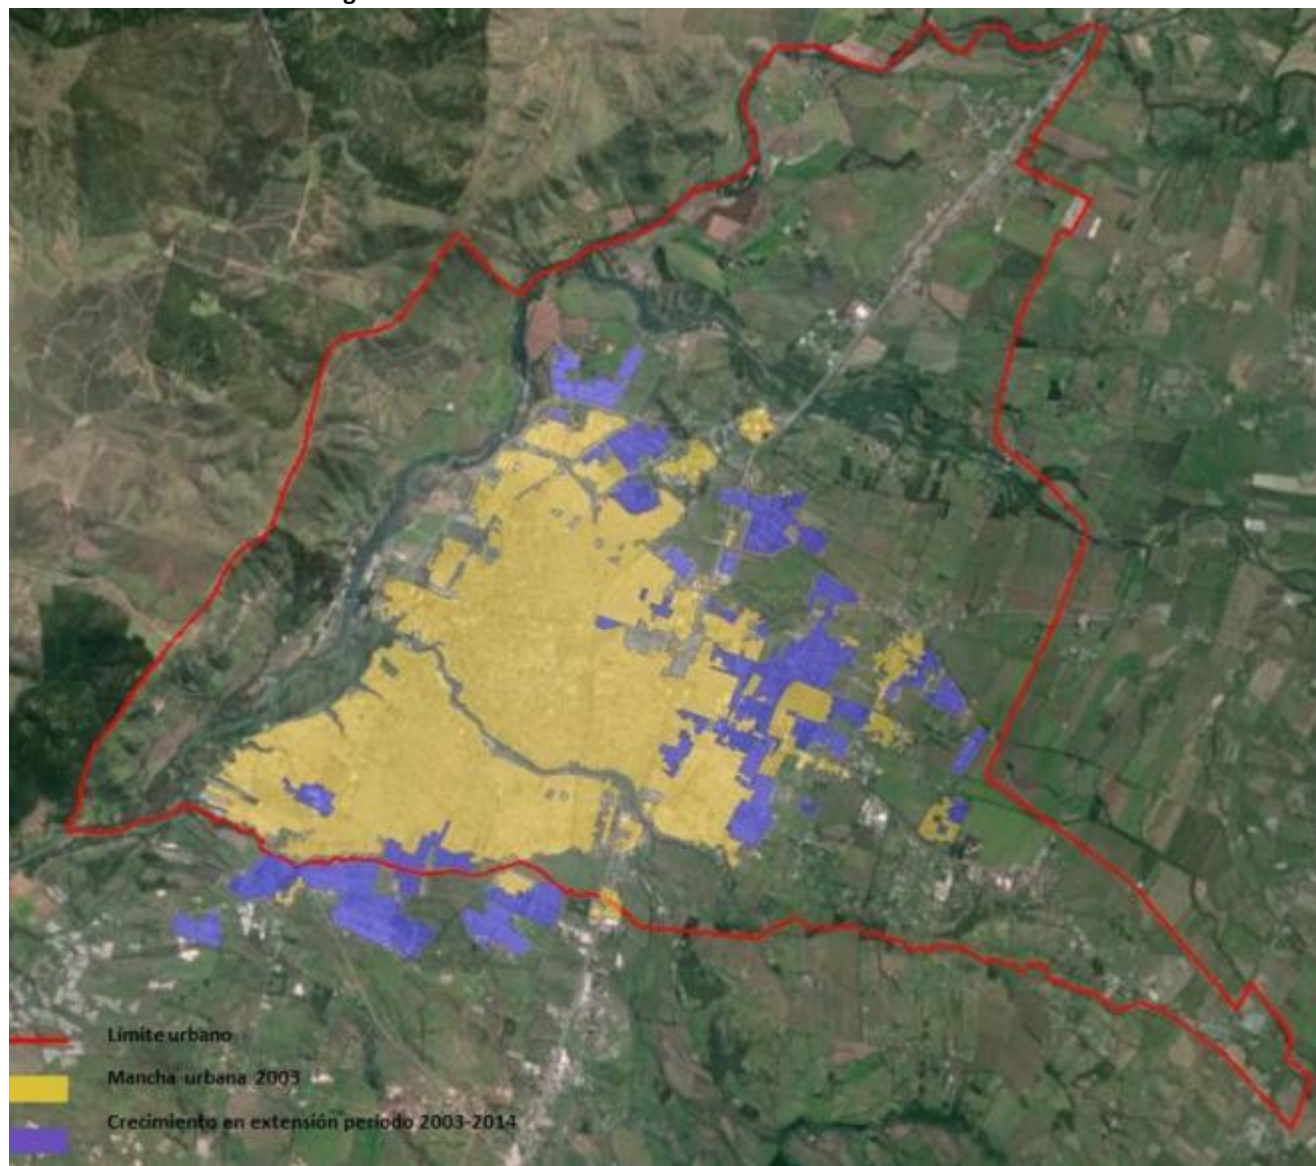 Límite urbano
Mancha urbana 2003
Crecimiento en extensión periodo 2003-2014